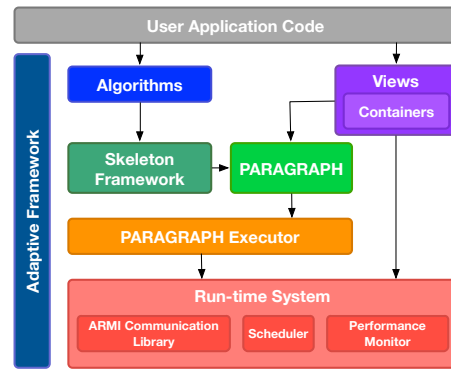 User Application Code
Adaptive Framework
Algorithms
Views
Containers
Skeleton
Framework
PARAGRAPH
PARAGRAPH Executor
Run-time System
ARMI Communication
Library
Scheduler
Performance
Monitor